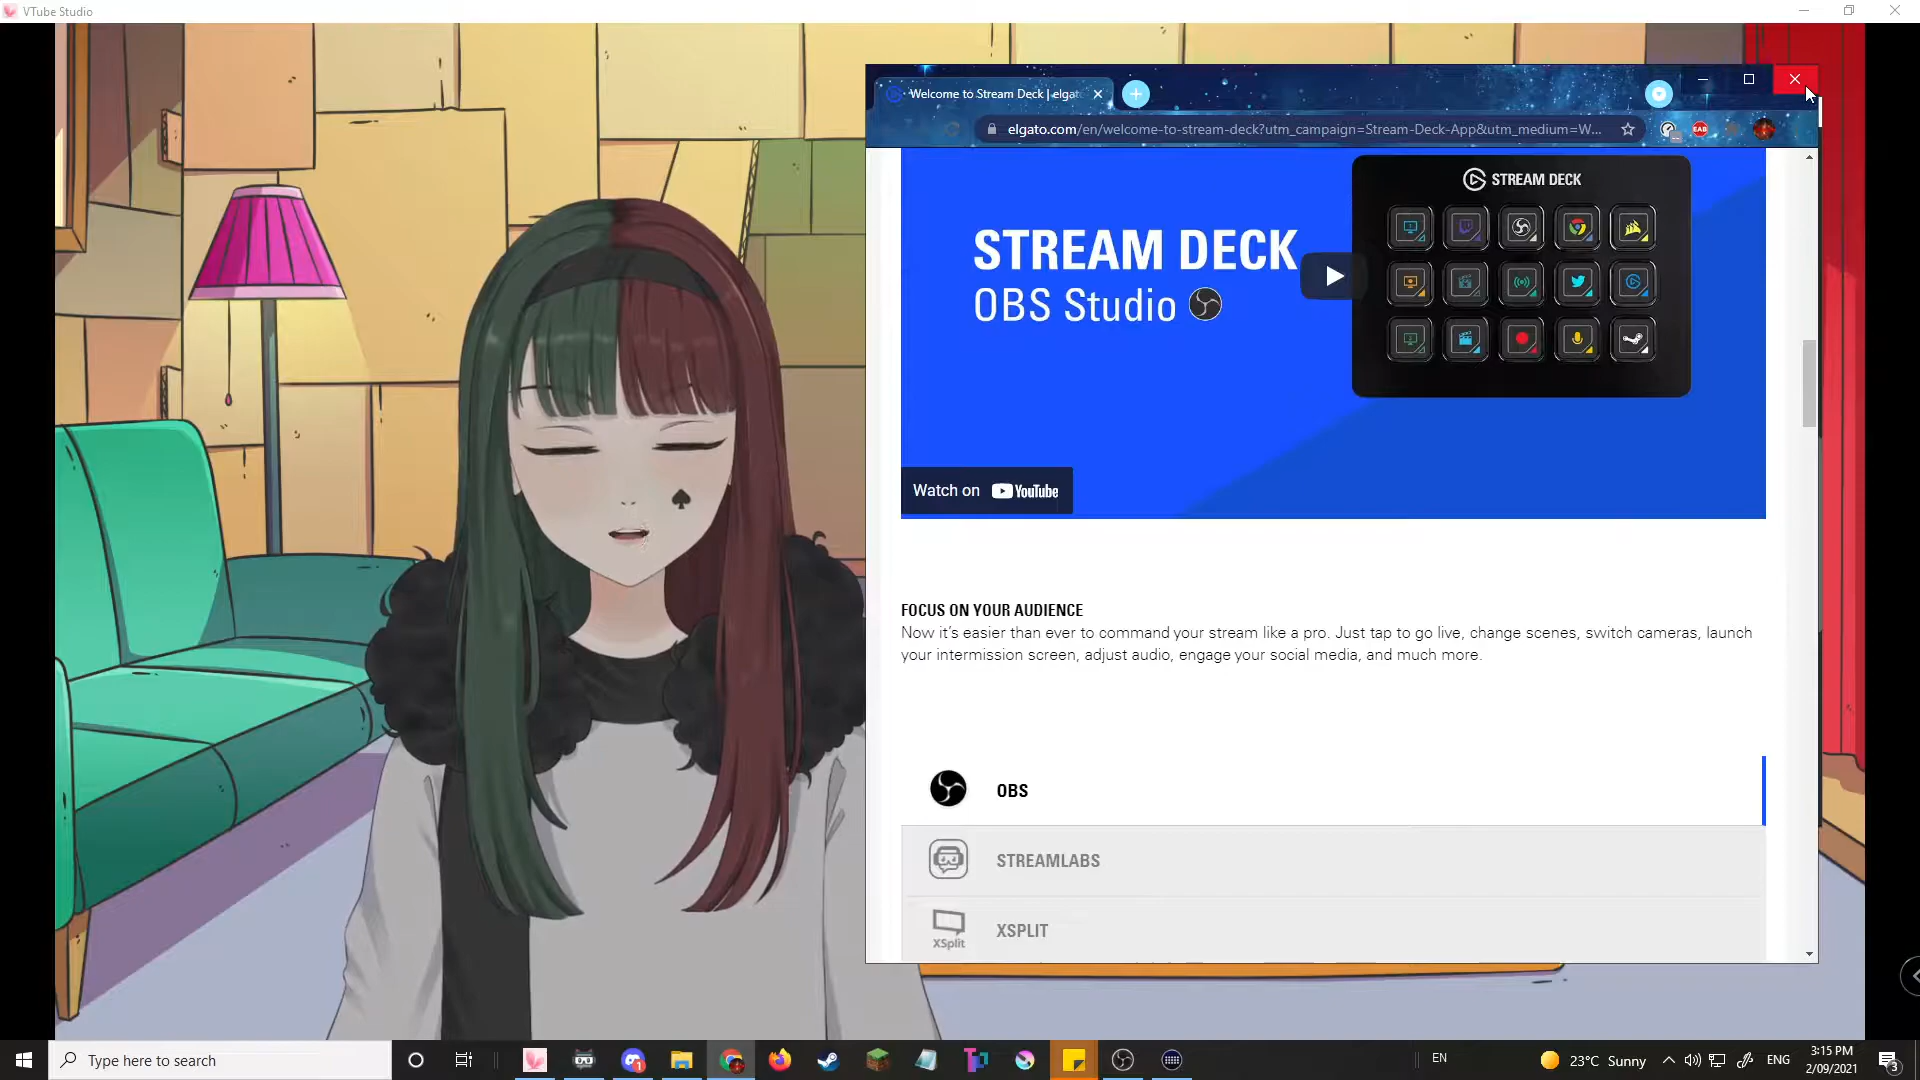 VTube Studio
Welcome to Stream Deck | elgat
elgato.com/en/welcome-to-stream-deck?utm_campaign=Stream-Deck-App&utm_medium=W...
EAB
STREAM DECK
STREAM DECK
OBS Studio
Watch on YouTube
FOCUS ON YOUR AUDIENCE
Now it's easier than ever to command your stream like a pro. Just tap to go live, change scenes, switch cameras, launch
your intermission screen, adjust audio, engage your social media, and much more.
OBS
STREAMLABS
XSplit
XSPLIT
Type here to search
1
EN
23°C Sunny
ENG
3:15 PM
2/09/2021
3